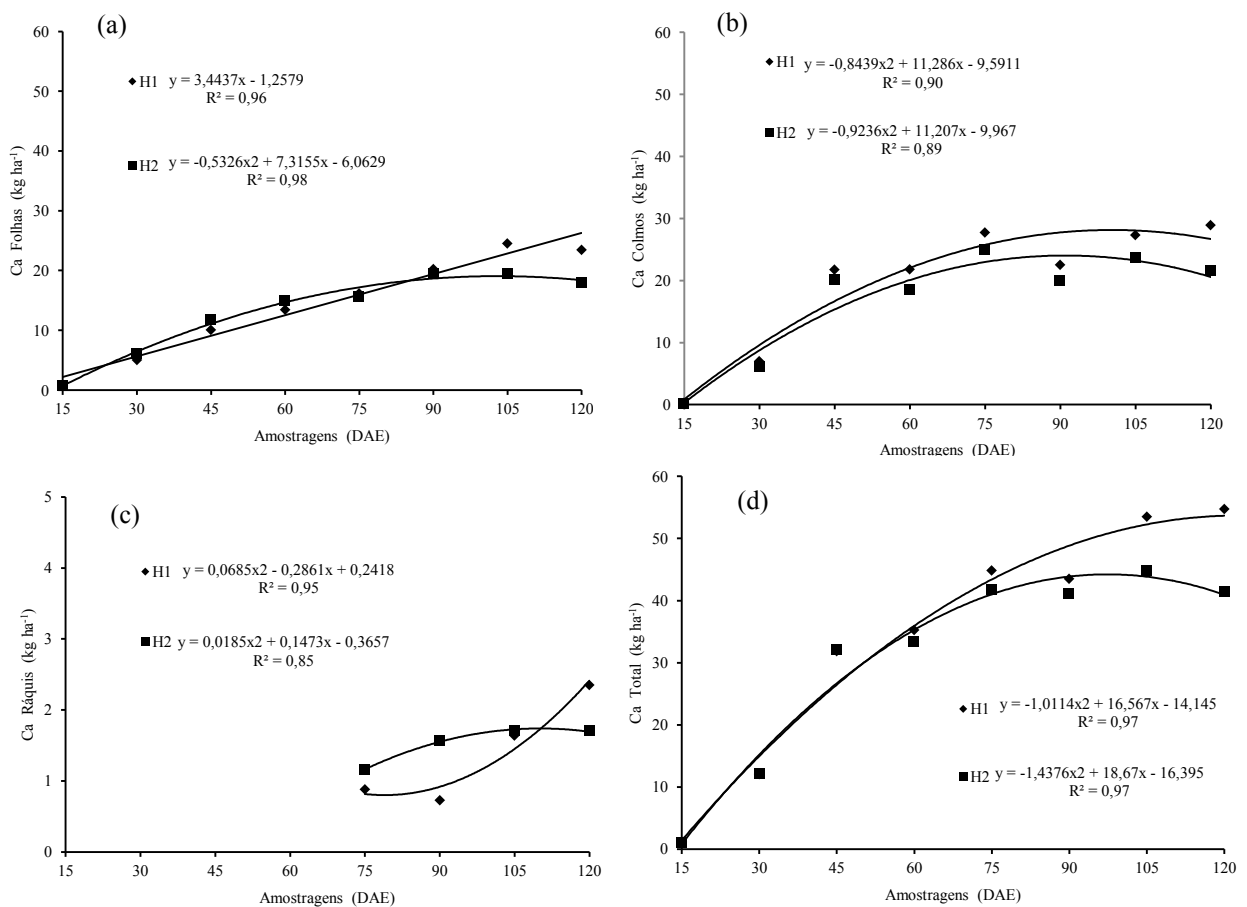 (a)
60
50
40
30
20
10
0
Ca Folhas (kg ha⁻¹)
H1 y = 3,4437x - 1,2579
R² = 0,96
H2 y = -0,5326x2 + 7,3155x - 6,0629
R² = 0,98
15 30 45 60 75 90 105 120
Amostragens (DAE)
(b)
60
50
40
30
20
10
0
Ca Colmos (kg ha⁻¹)
H1 y = -0,8439x2 + 11,286x - 9,5911
R² = 0,90
H2 y = -0,9236x2 + 11,207x - 9,967
R² = 0,89
15 30 45 60 75 90 105 120
Amostragens (DAE)
(c)
5
4
3
2
1
0
Ca Ráquis (kg ha⁻¹)
H1 y = 0,0685x2 - 0,2861x + 0,2418
R² = 0,95
H2 y = 0,0185x2 + 0,1473x - 0,3657
R² = 0,85
15 30 45 60 75 90 105 120
Amostragens (DAE)
(d)
60
50
40
30
20
10
0
Ca Total (kg ha⁻¹)
H1 y = -1,0114x2 + 16,567x - 14,145
R² = 0,97
H2 y = -1,4376x2 + 18,67x - 16,395
R² = 0,97
15 30 45 60 75 90 105 120
Amostragens (DAE)